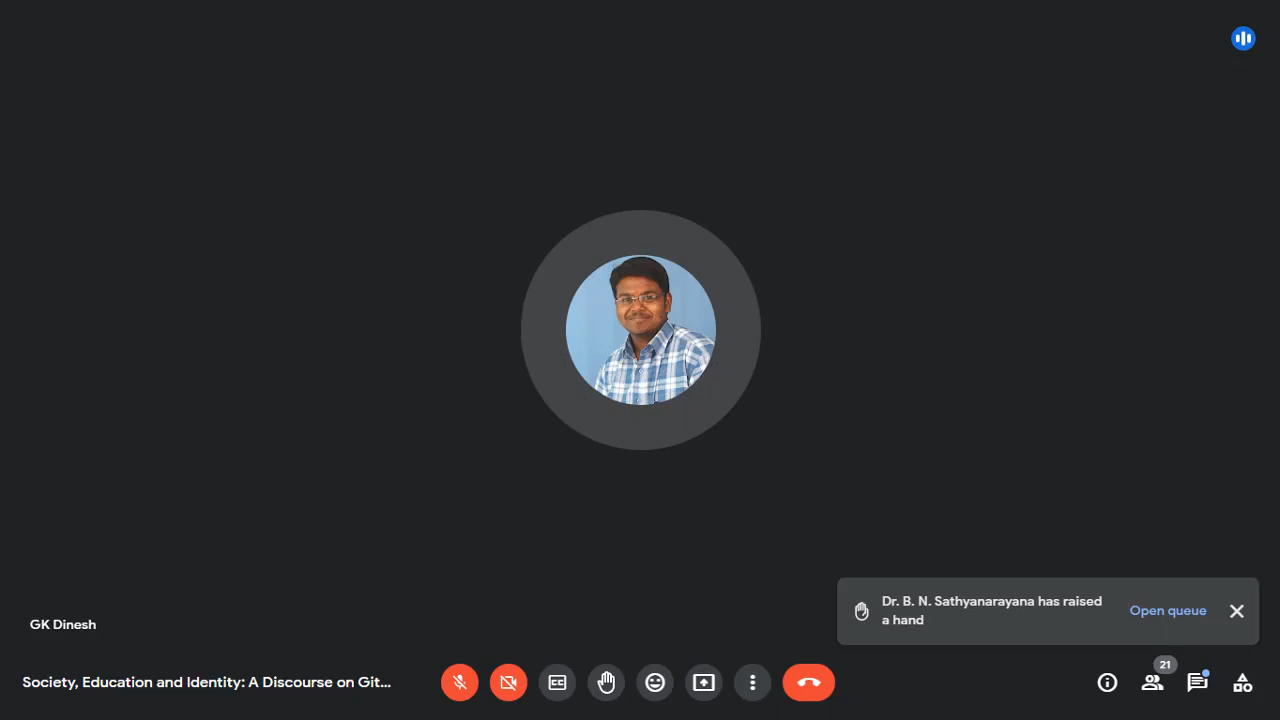 Dr. B. N. Sathyanarayana has raised
a hand
Open queue
GK Dinesh
21
Society, Education and Identity: A Discourse on Git...